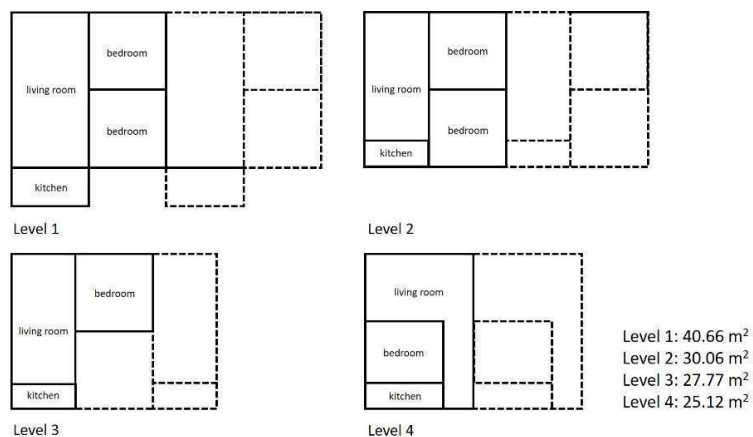 bedroom
living room
bedroom
kitchen
Level 1
bedroom
living room
bedroom
kitchen
Level 2
bedroom
living room
kitchen
Level 3
living room
bedroom
kitchen
Level 4
Level 1: 40.66 m²
Level 2: 30.06 m²
Level 3: 27.77 m²
Level 4: 25.12 m²